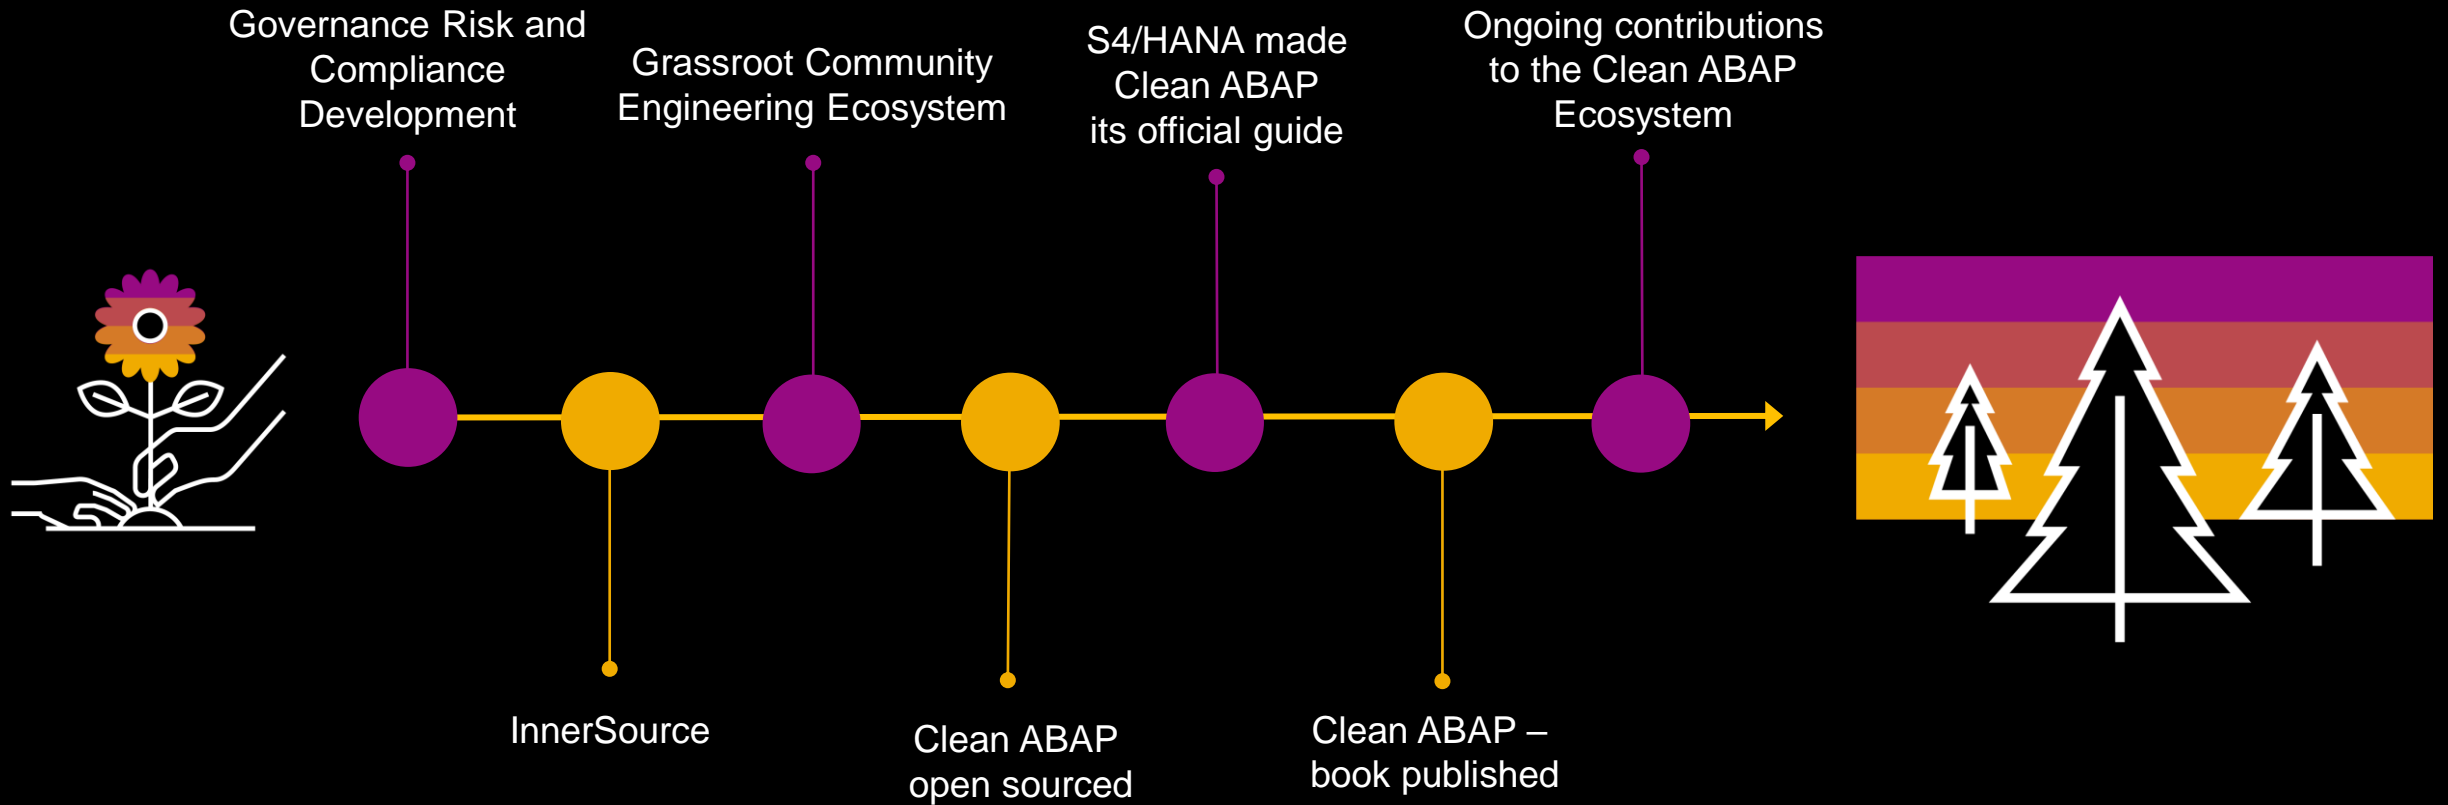 Governance Risk and
Compliance
Development
InnerSource
Grassroot Community
Engineering Ecosystem
Clean ABAP
open sourced
S4/HANA made
Clean ABAP
its official guide
Clean ABAP –
book published
Ongoing contributions
to the Clean ABAP
Ecosystem